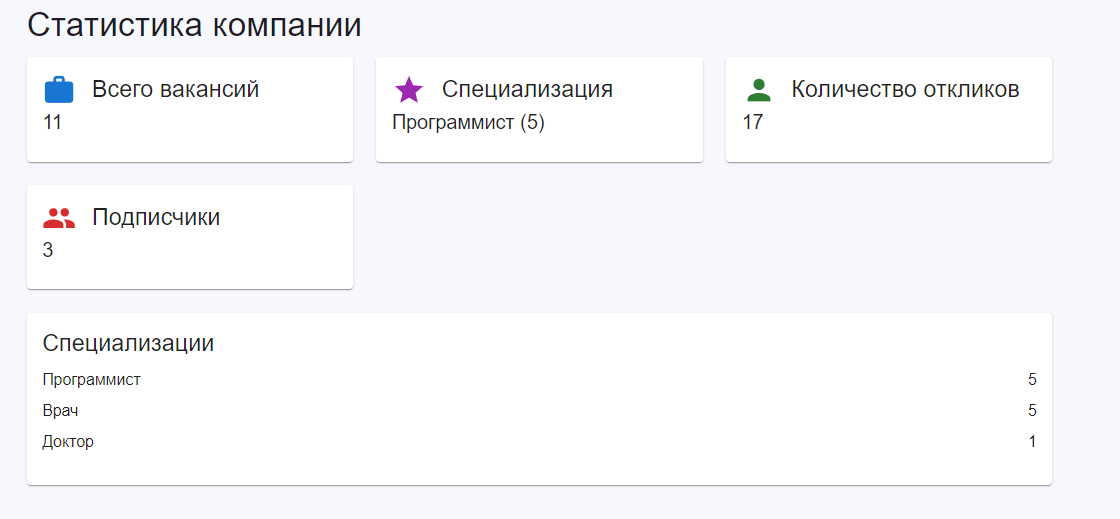 Статистика компании
Всего вакансий
11
Специализация
Программист (5)
Количество откликов
17
Подписчики
3
Специализации
Программист 5
Врач 5
Доктор 1